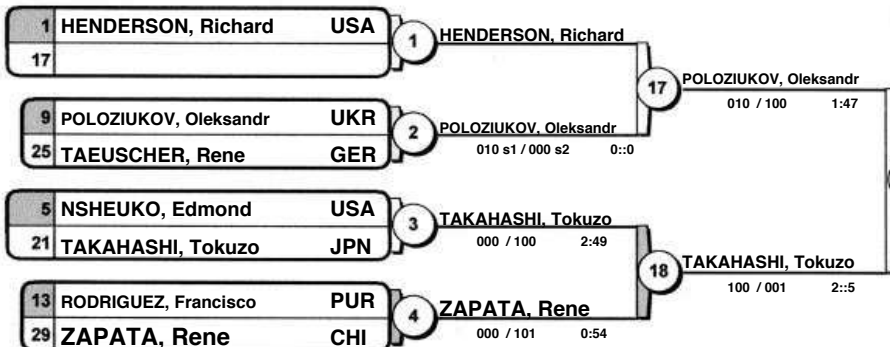 1 HENDERSON, Richard USA
17
1 HENDERSON, Richard
17 POLOZIUKOV, Oleksandr
010 / 100 1:47
9 POLOZIUKOV, Oleksandr UKR
25 TAEUSCHER, Rene GER
2 POLOZIUKOV, Oleksandr
010 s1 / 000 s2 0::0
5 NSHEUKO, Edmond USA
21 TAKAHASHI, Tokuzo JPN
3 TAKAHASHI, Tokuzo
000 / 100 2:49
18 TAKAHASHI, Tokuzo
100 / 001 2::5
13 RODRIGUEZ, Francisco PUR
29 ZAPATA, Rene CHI
4 ZAPATA, Rene
000 / 101 0:54